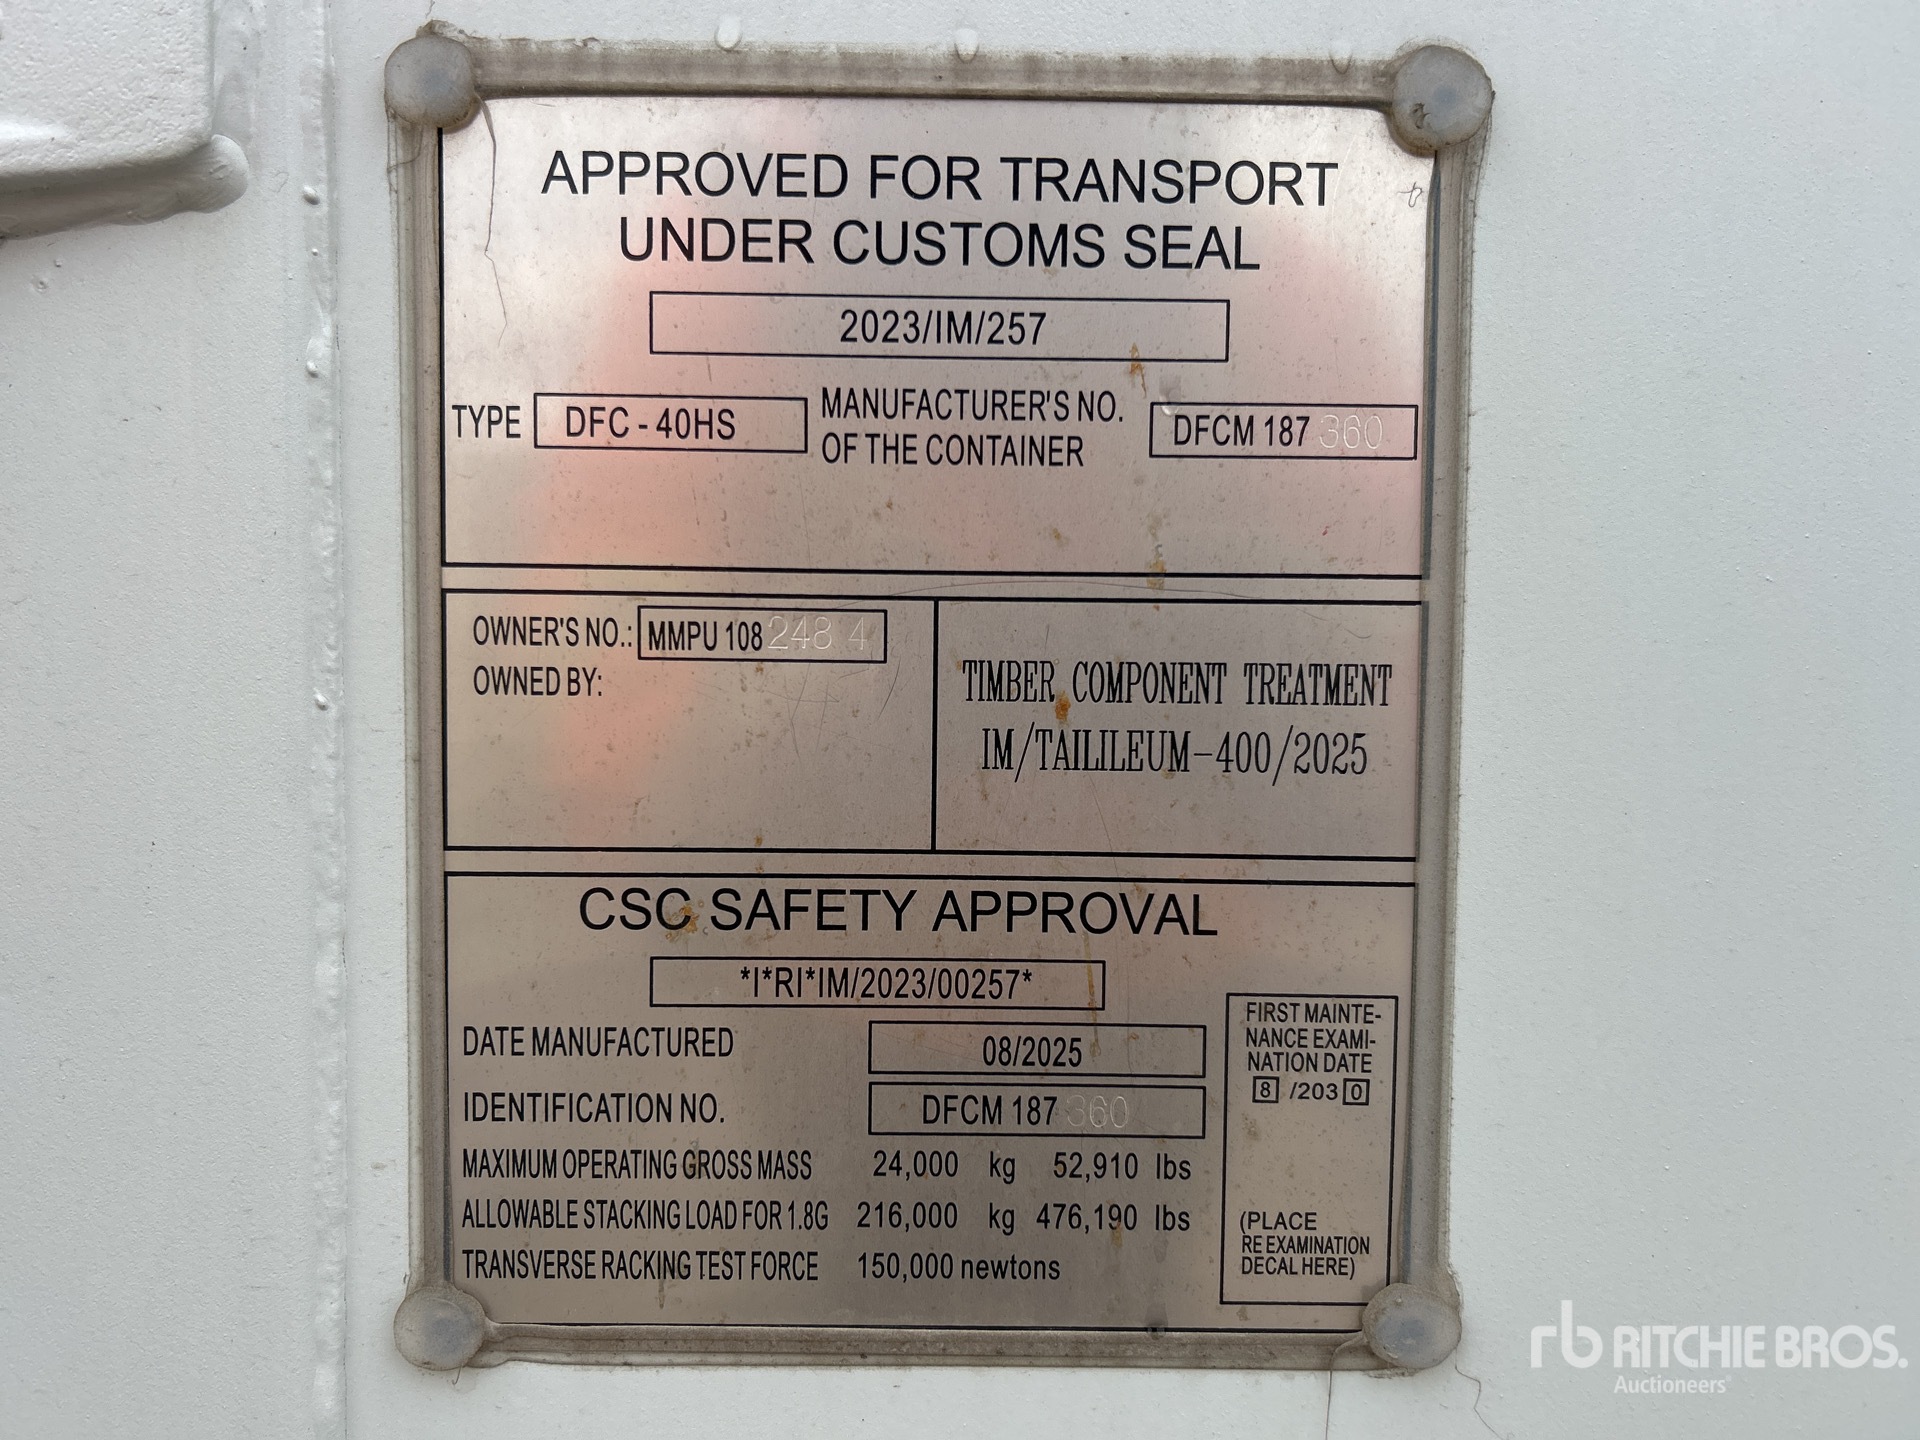 APPROVED FOR TRANSPORT
UNDER CUSTOMS SEAL
2023/IM/257
TYPE DFC - 40HS MANUFACTURER'S NO.
OF THE CONTAINER DFCM 187 360
OWNER'S NO.: MMPU 108 248 4
OWNED BY:
TIMBER COMPONENT TREATMENT
IM/TAILILEUM-400/2025
CSC SAFETY APPROVAL
*I*RI*IM/2023/00257*
DATE MANUFACTURED 08/2025
IDENTIFICATION NO. DFCM 187 360
MAXIMUM OPERATING GROSS MASS 24,000 kg 52,910 lbs
ALLOWABLE STACKING LOAD FOR 1.8G 216,000 kg 476,190 lbs
TRANSVERSE RACKING TEST FORCE 150,000 newtons
FIRST MAINTE-
NANCE EXAMI-
NATION DATE
8 /203 0
(PLACE
RE EXAMINATION
DECAL HERE)
rb RITCHIE BROS.
Auctioneers